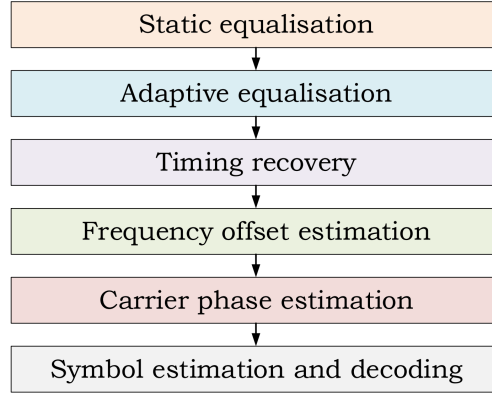 Static equalisation
Adaptive equalisation
Timing recovery
Frequency offset estimation
Carrier phase estimation
Symbol estimation and decoding